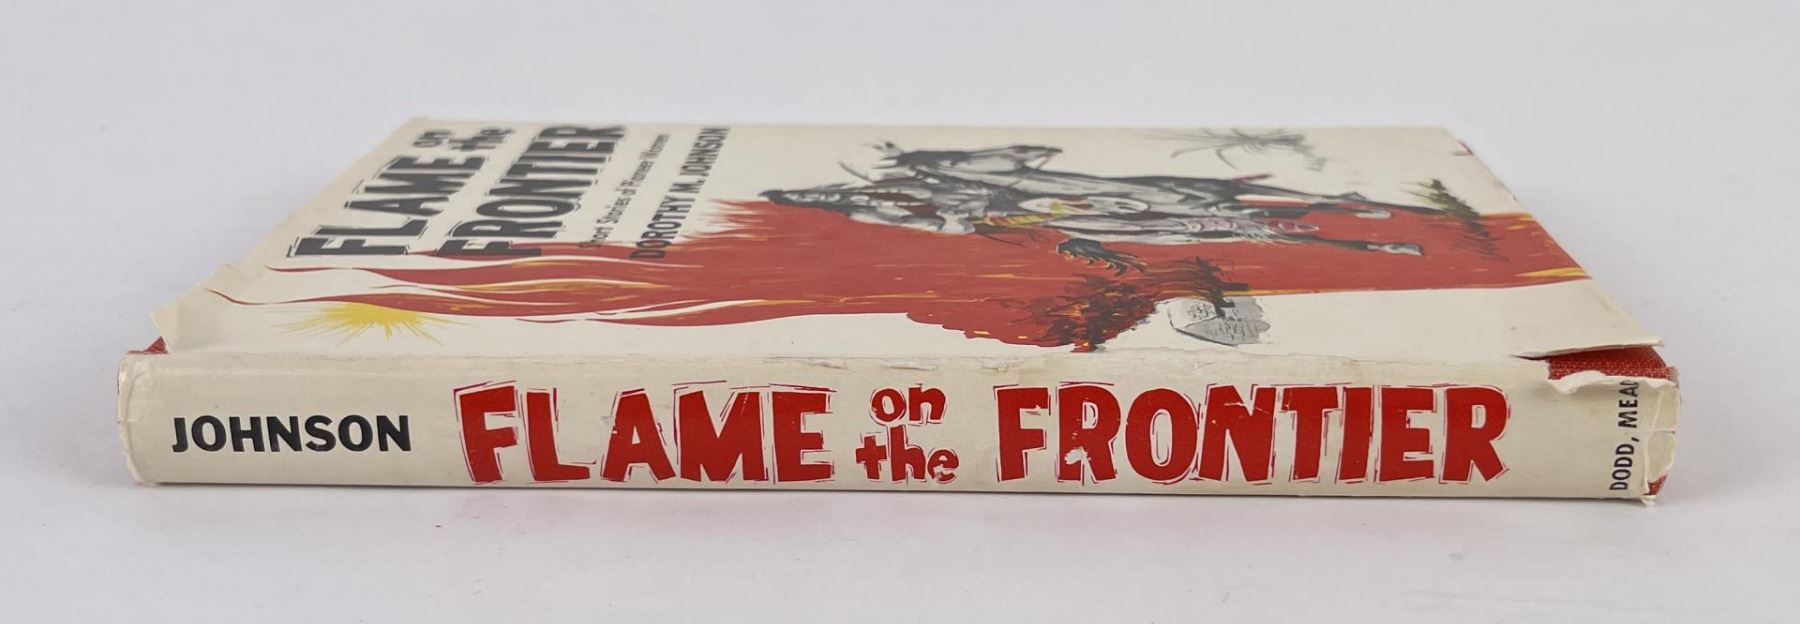 FLAME on the
FRONTIER
Short Stories of Pioneer Women
DOROTHY M. JOHNSON
JOHNSON
FLAME on the FRONTIER
DODD, MEAD